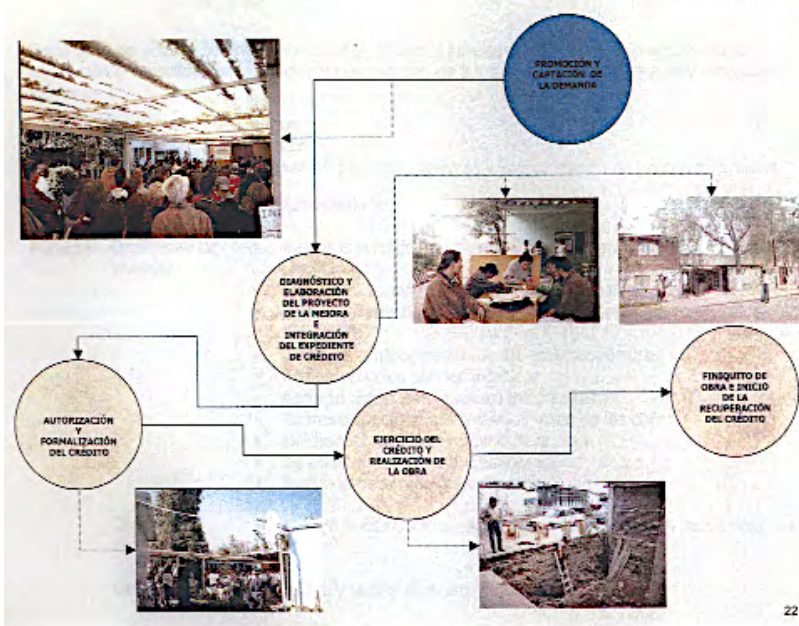 PROMOCIÓN Y
CAPTACIÓN DE
LA DEMANDA
DIAGNÓSTICO Y
ELABORACIÓN
DEL PROYECTO
DE LA MEJORA
E
INTEGRACIÓN
DEL EXPEDIENTE
DE CRÉDITO
AUTORIZACIÓN
Y
FORMALIZACIÓN
DEL CRÉDITO
EJERCICIO DEL
CRÉDITO Y
REALIZACIÓN DE
LA OBRA
FINIQUITO DE
OBRA E INICIO
DE LA
RECUPERACIÓN
DEL CRÉDITO
22